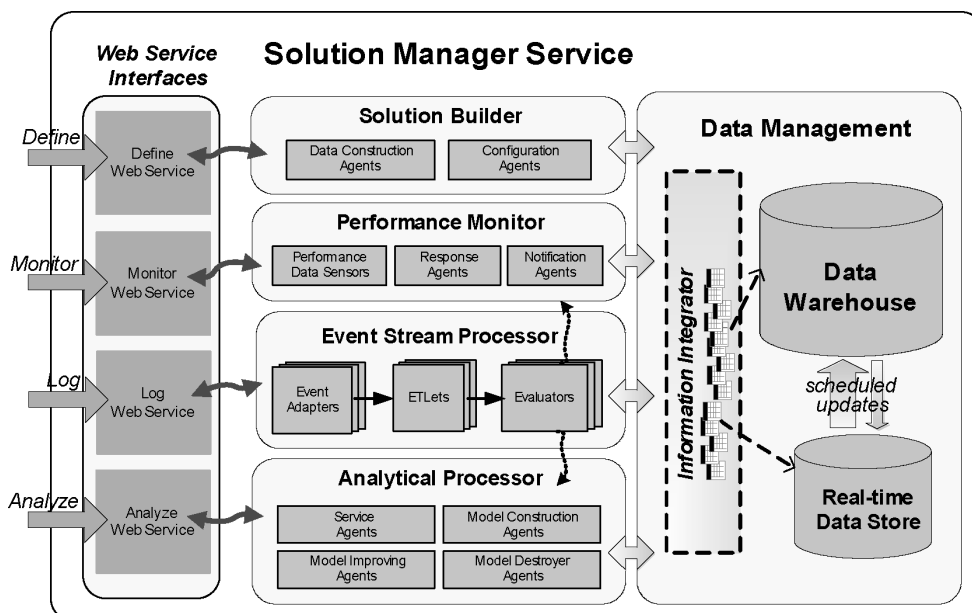 Solution Manager Service
Web Service
Interfaces
Define
Define
Web Service
Monitor
Monitor
Web Service
Log
Log
Web Service
Analyze
Analyze
Web Service
Solution Builder
Data Construction
Agents
Configuration
Agents
Performance Monitor
Performance
Data Sensors
Response
Agents
Notification
Agents
Event Stream Processor
Event
Adapters
ETLets
Evaluators
Analytical Processor
Service
Agents
Model Construction
Agents
Model Improving
Agents
Model Destroyer
Agents
Data Management
Information Integrator
Data
Warehouse
scheduled
updates
Real-time
Data Store